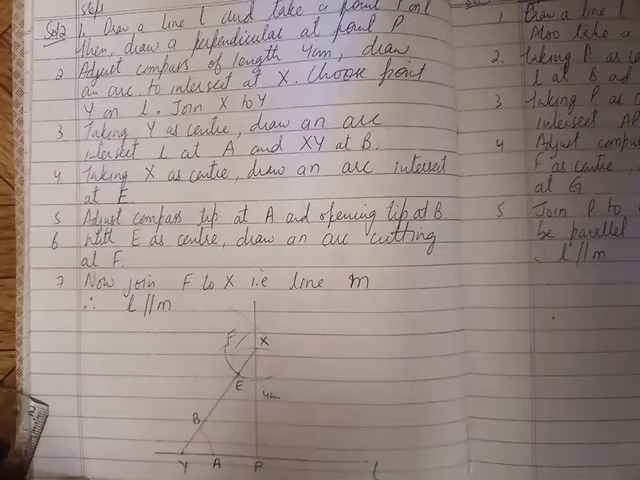 steps
Sol2 1. Draw a line l and take a point P on l
then, draw a perpendicular at point P
2 Adjust compass of length 4cm, draw
an arc to intersect at X. Choose point
Y on l. Join X to Y
3 Taking Y as centre, draw an arc
intersect l at A and XY at B.
4 Taking X as centre, draw an arc intersect
at E
5 Adjust compass tip at A and opening tip at B
6 With E as centre, draw an arc cutting
at F.
7 Now join F to X i.e line m
∴ l // m
F
X
E
4cm
B
Y A P l
1. Draw a line l
Also take a
2. Taking A as
l at B and
3 Taking P as
intersect AP
4 Adjust
F as centre,
at G
5. Join P to
be parallel
∴ l // m